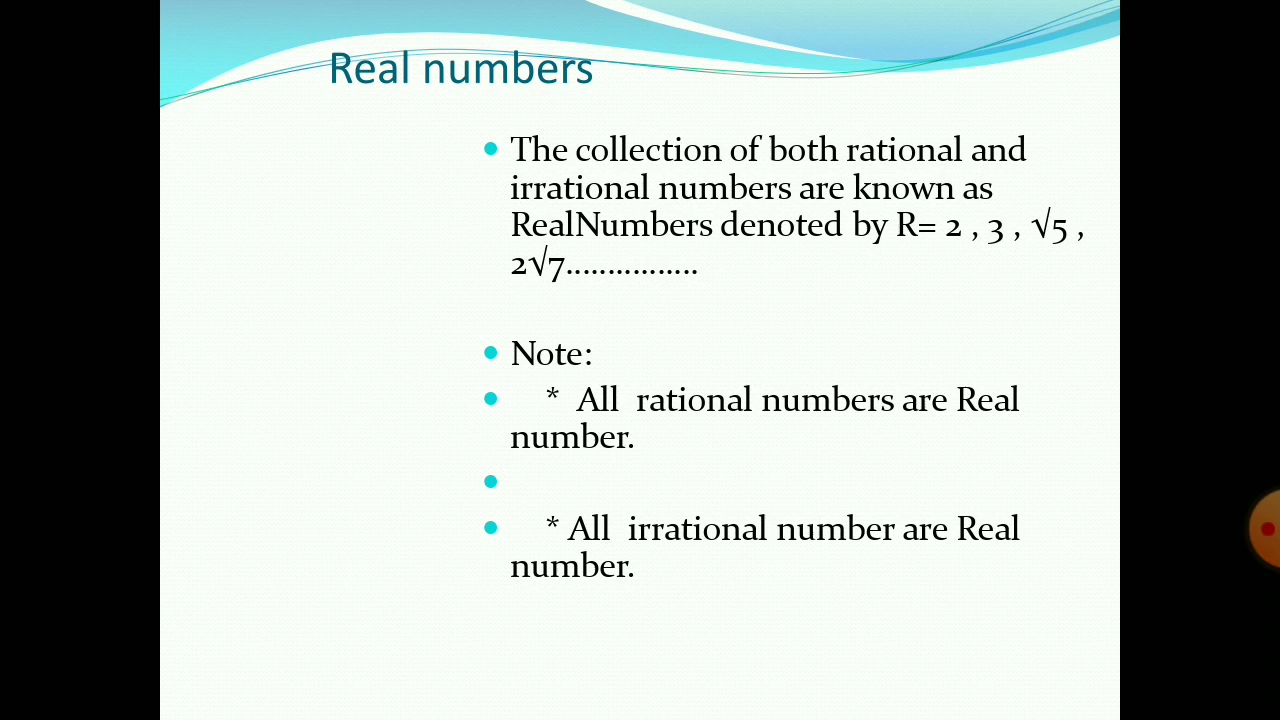 Real numbers
The collection of both rational and
irrational numbers are known as
RealNumbers denoted by R= 2 , 3 , √5 ,
2√7................
Note:
* All  rational numbers are Real
number.
* All  irrational number are Real
number.